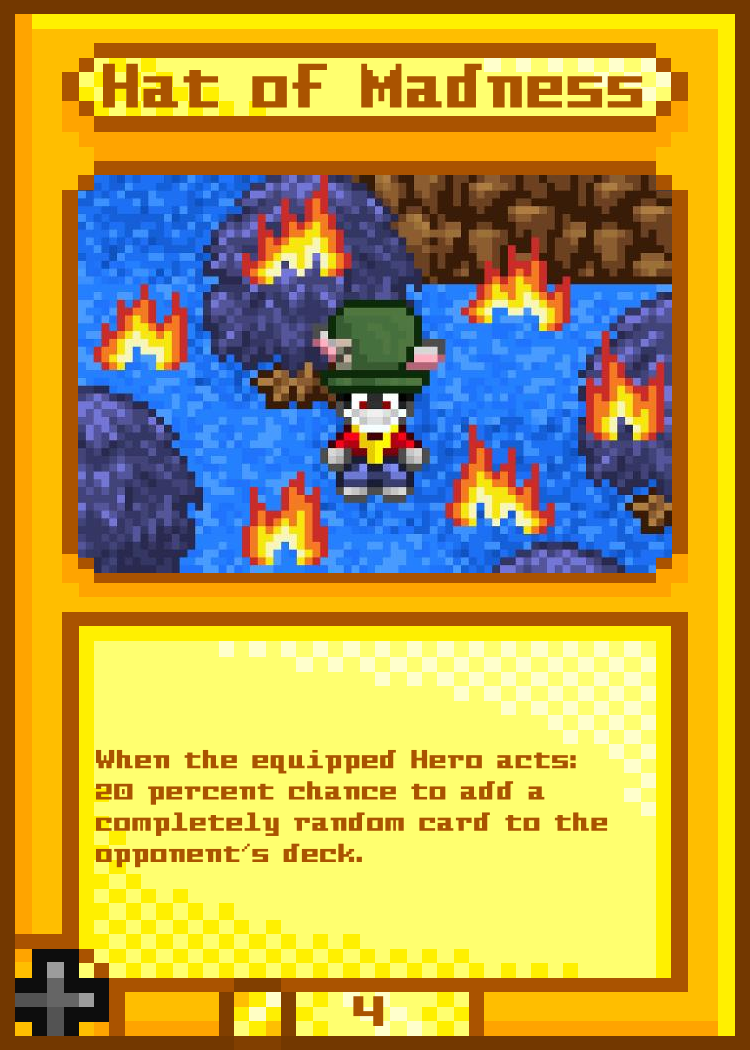 Hat of Madness
When the equipped Hero acts:
20 percent chance to add a
completely random card to the
opponent's deck.
4